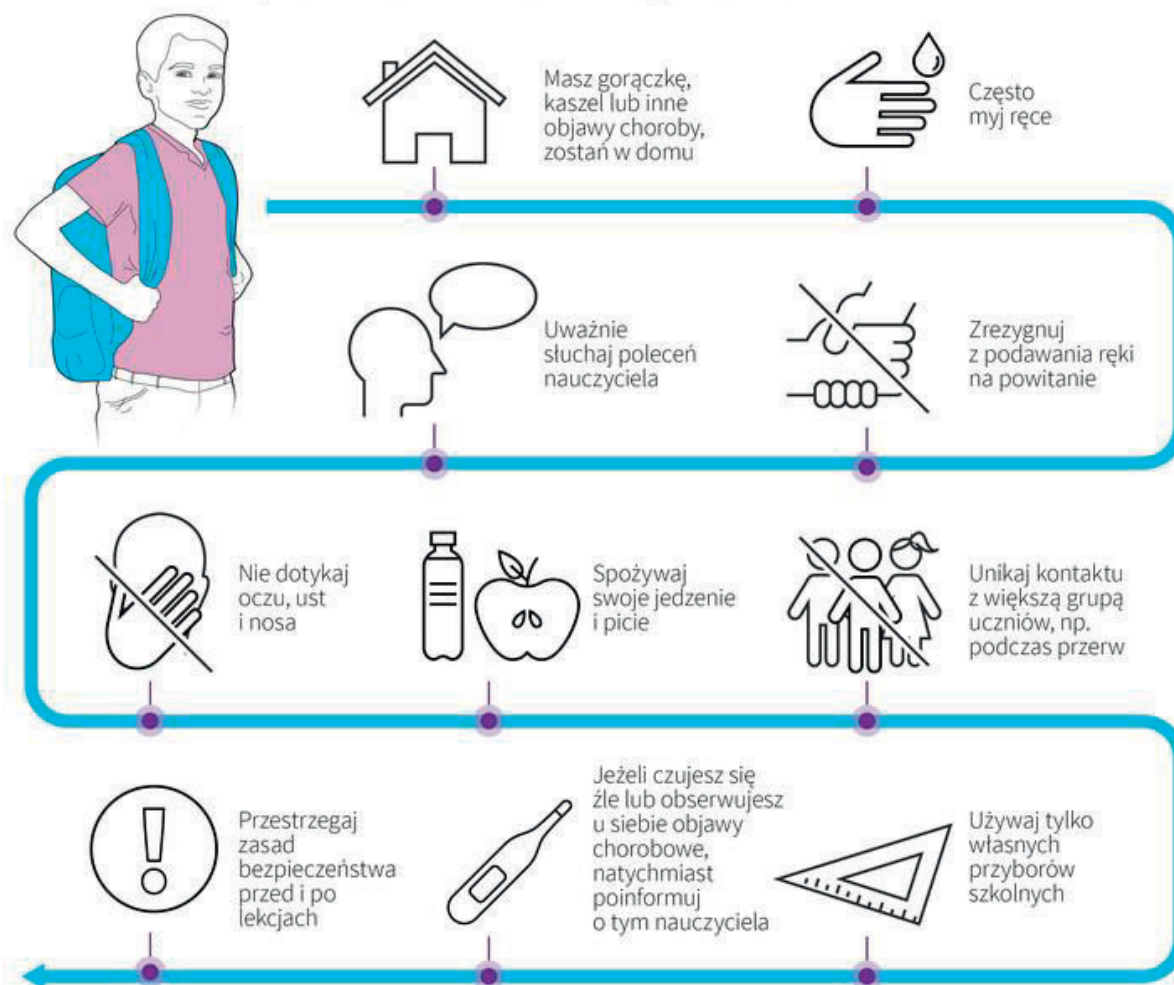 Masz gorączkę,
kaszel lub inne
objawy choroby,
zostań w domu
Często
myj ręce
Uważnie
słuchaj poleceń
nauczyciela
Zrezygnuj
z podawania ręki
na powitanie
Nie dotykaj
oczu, ust
i nosa
Spożywaj
swoje jedzenie
i picie
Unikaj kontaktu
z większą grupą
uczniów, np.
podczas przerw
Przestrzegaj
zasad
bezpieczeństwa
przed i po
lekcjach
Jeżeli czujesz się
źle lub obserwujesz
u siebie objawy
chorobowe,
natychmiast
poinformuj
o tym nauczyciela
Używaj tylko
własnych
przyborów
szkolnych